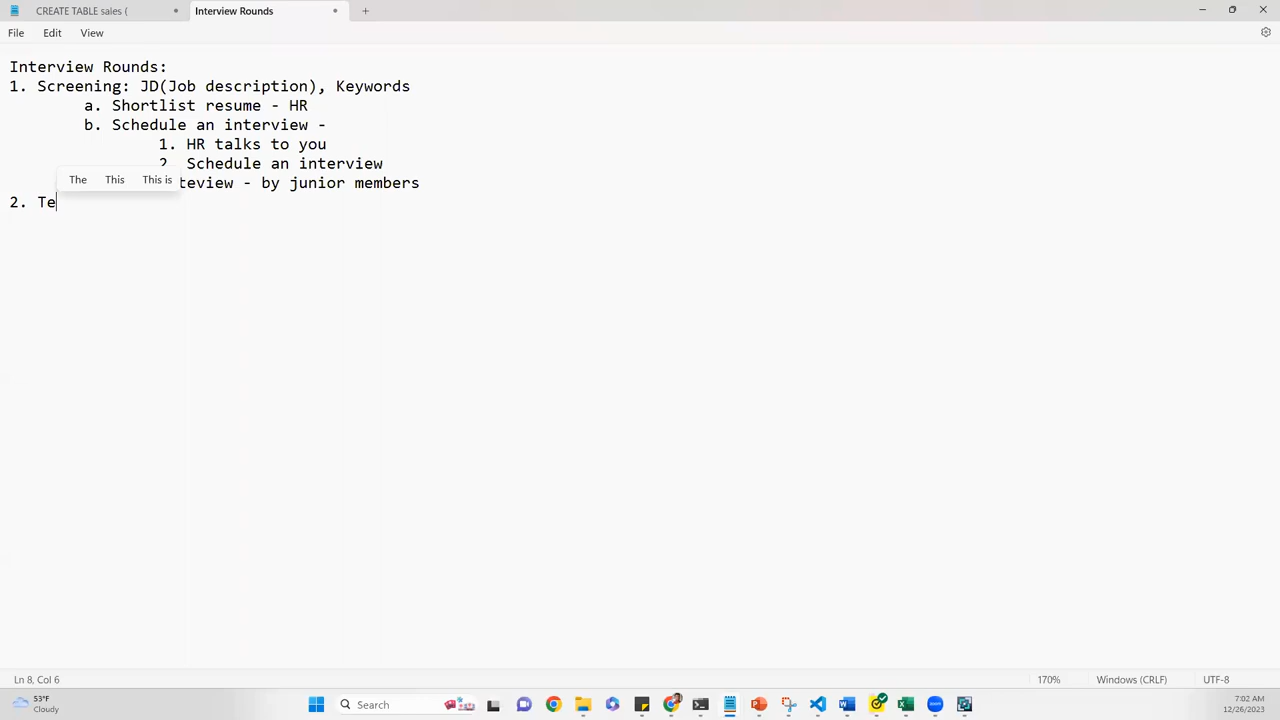 CREATE TABLE sales (
Interview Rounds
File Edit View
Interview Rounds:
1. Screening: JD(Job description), Keywords
a. Shortlist resume - HR
b. Schedule an interview -
1. HR talks to you
2. Schedule an interview
The This This is
teview - by junior members
2. Te
Ln 8, Col 6
170%
Windows (CRLF)
UTF-8
53°F
Cloudy
Search
7:02 AM
12/26/2023